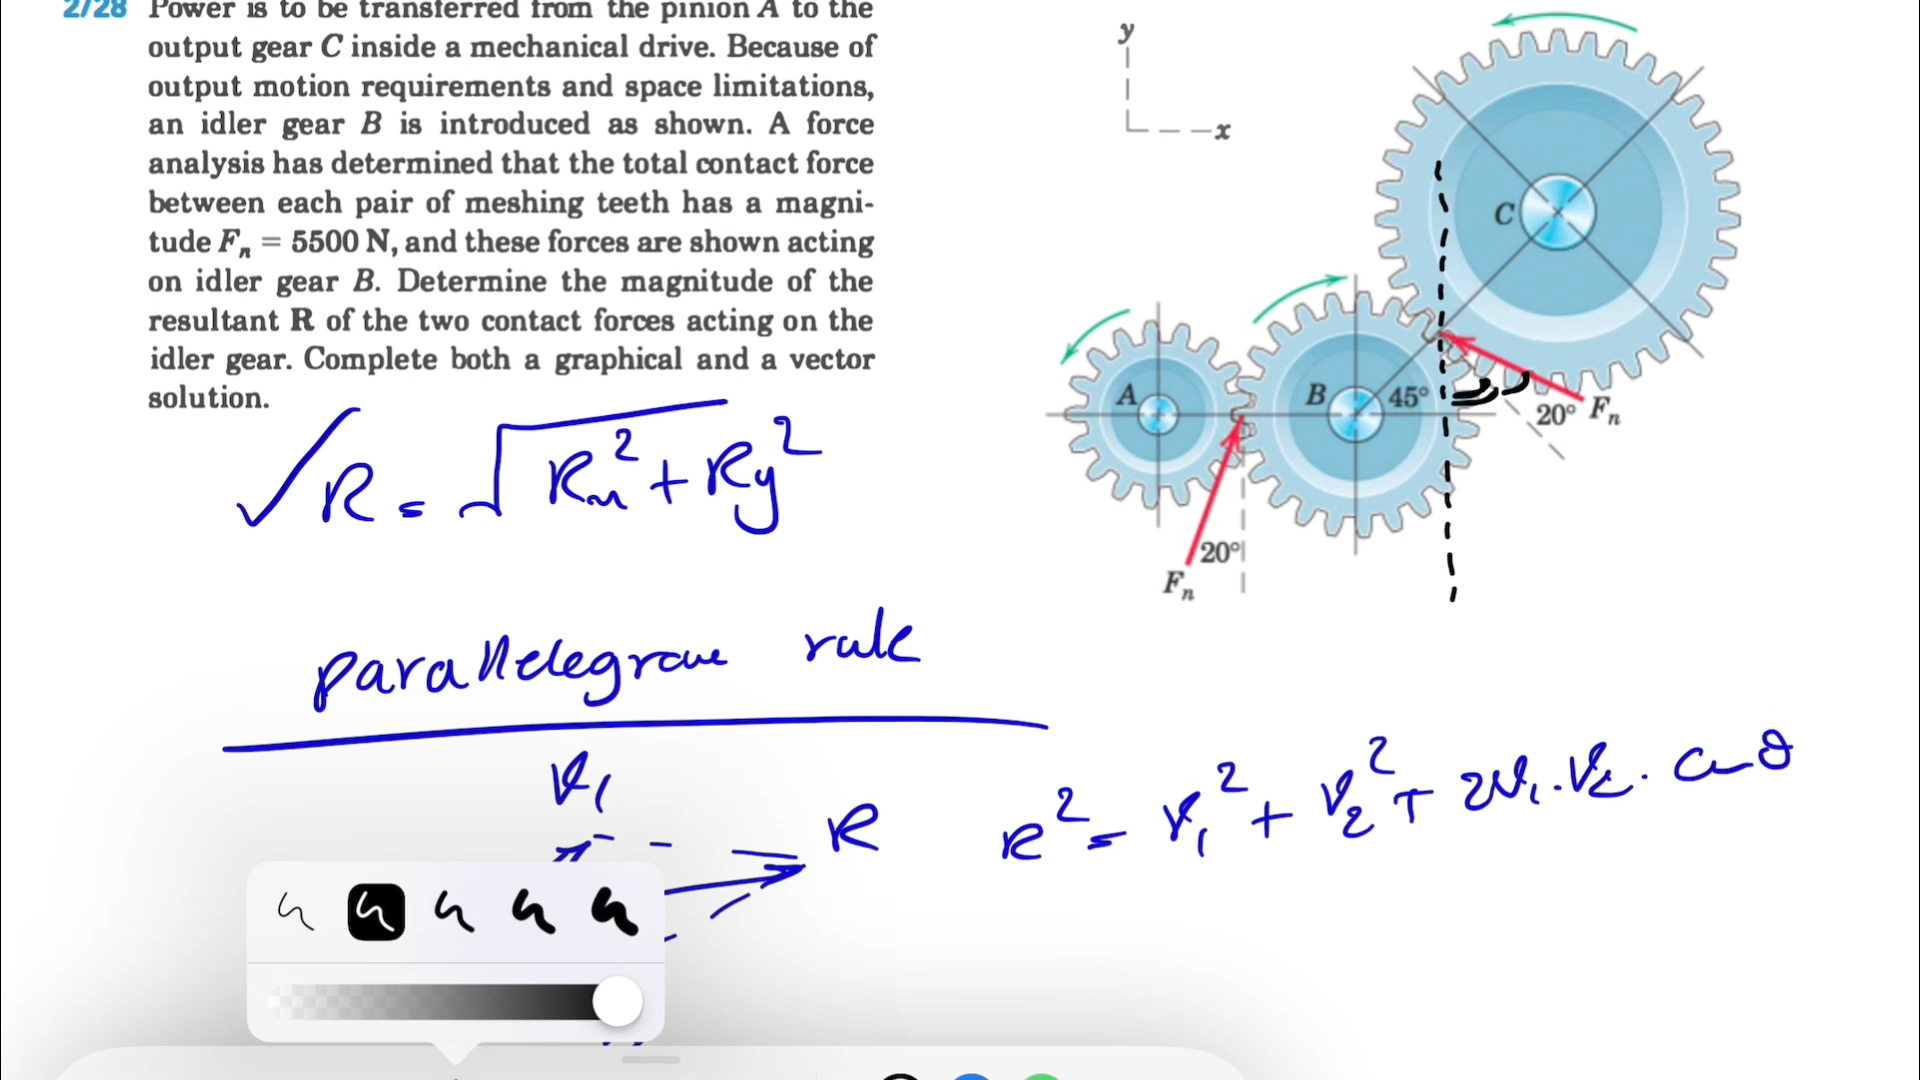 2/28 Power is to be transferred from the pinion A to the
output gear C inside a mechanical drive. Because of
output motion requirements and space limitations,
an idler gear B is introduced as shown. A force
analysis has determined that the total contact force
between each pair of meshing teeth has a magni-
tude Fₙ = 5500 N, and these forces are shown acting
on idler gear B. Determine the magnitude of the
resultant R of the two contact forces acting on the
idler gear. Complete both a graphical and a vector
solution.
y
x
C
A
B
45°
20° Fₙ
20°
Fₙ
R = √Rx² + Ry²
parallelegram rule
V₁
R
R² = V₁² + V₂² + 2V₁.V₂. cos θ